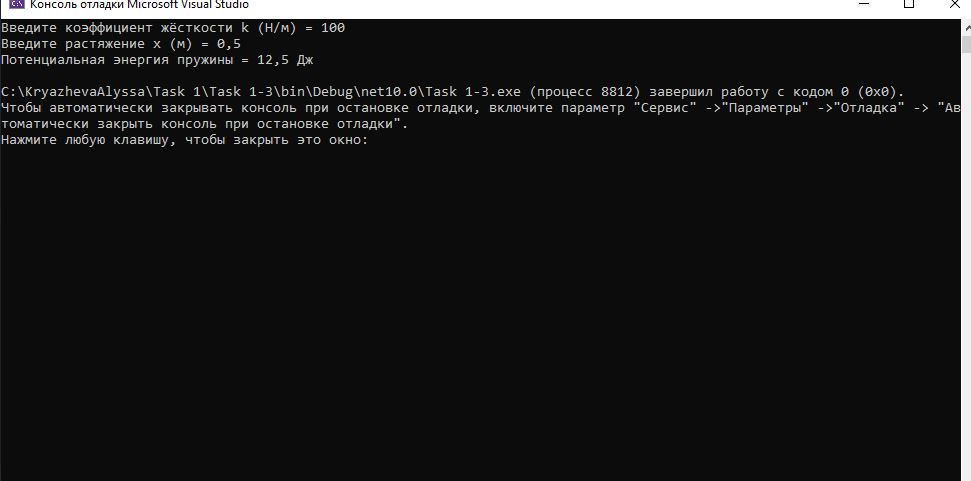 Консоль отладки Microsoft Visual Studio
Введите коэффициент жёсткости k (Н/м) = 100
Введите растяжение x (м) = 0,5
Потенциальная энергия пружины = 12,5 Дж
C:\KryazhevaAlyssa\Task 1\Task 1-3\bin\Debug\net10.0\Task 1-3.exe (процесс 8812) завершил работу с кодом 0 (0x0).
Чтобы автоматически закрывать консоль при остановке отладки, включите параметр "Сервис" ->"Параметры" ->"Отладка" -> "Ав
томатически закрыть консоль при остановке отладки".
Нажмите любую клавишу, чтобы закрыть это окно: